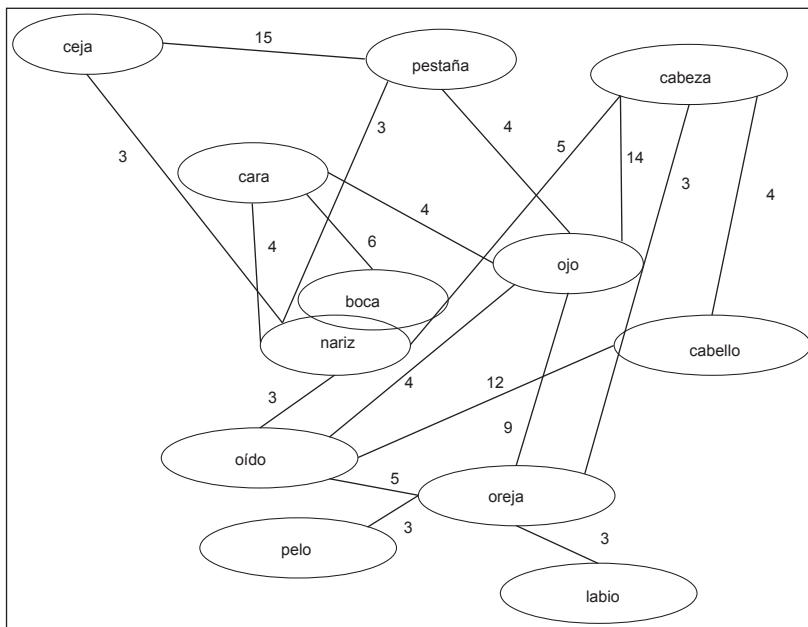 15
ceja
pestaña
cabeza
3
4
5
3
14
3
cara
4
4
4
6
ojo
boca
nariz
cabello
3
4
12
9
oído
5
oreja
3
3
pelo
labio